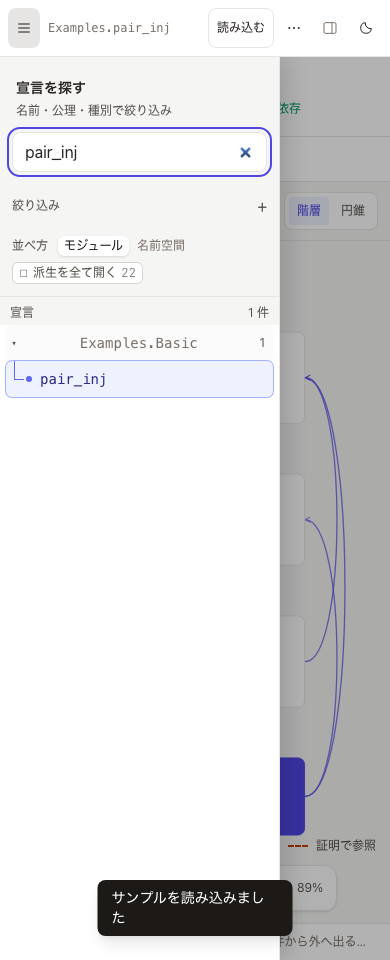 Examples.pair_inj
読み込む
宣言を探す
名前・公理・種別で絞り込み
pair_inj
絞り込み
並べ方 モジュール 名前空間
派生を全て開く 22
宣言 1 件
Examples.Basic 1
pair_inj
依存
階層 円錐
証明で参照
89%
から外へ出る…
サンプルを読み込みまし
た